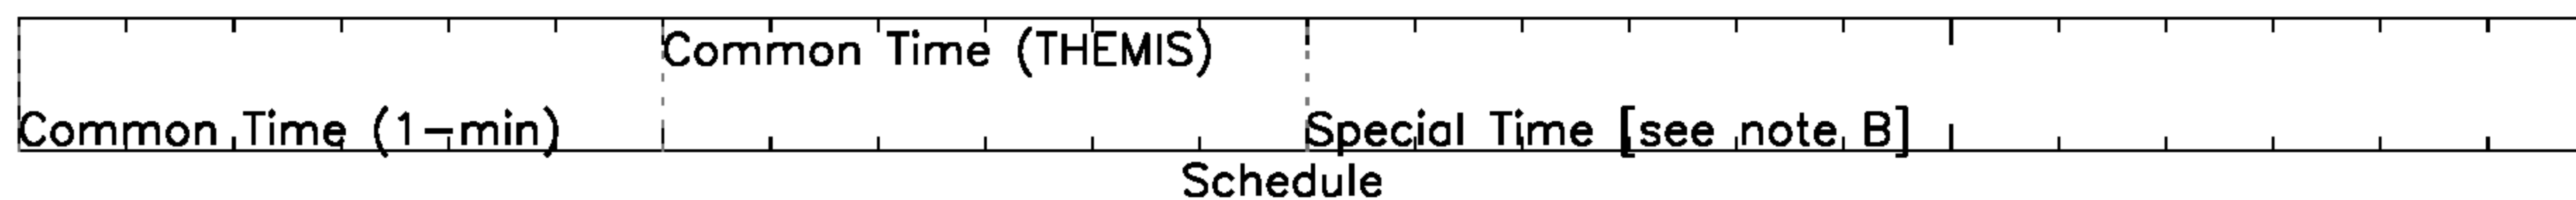 Common Time (THEMIS)
Common Time (1-min)
Special Time [see note B]
Schedule